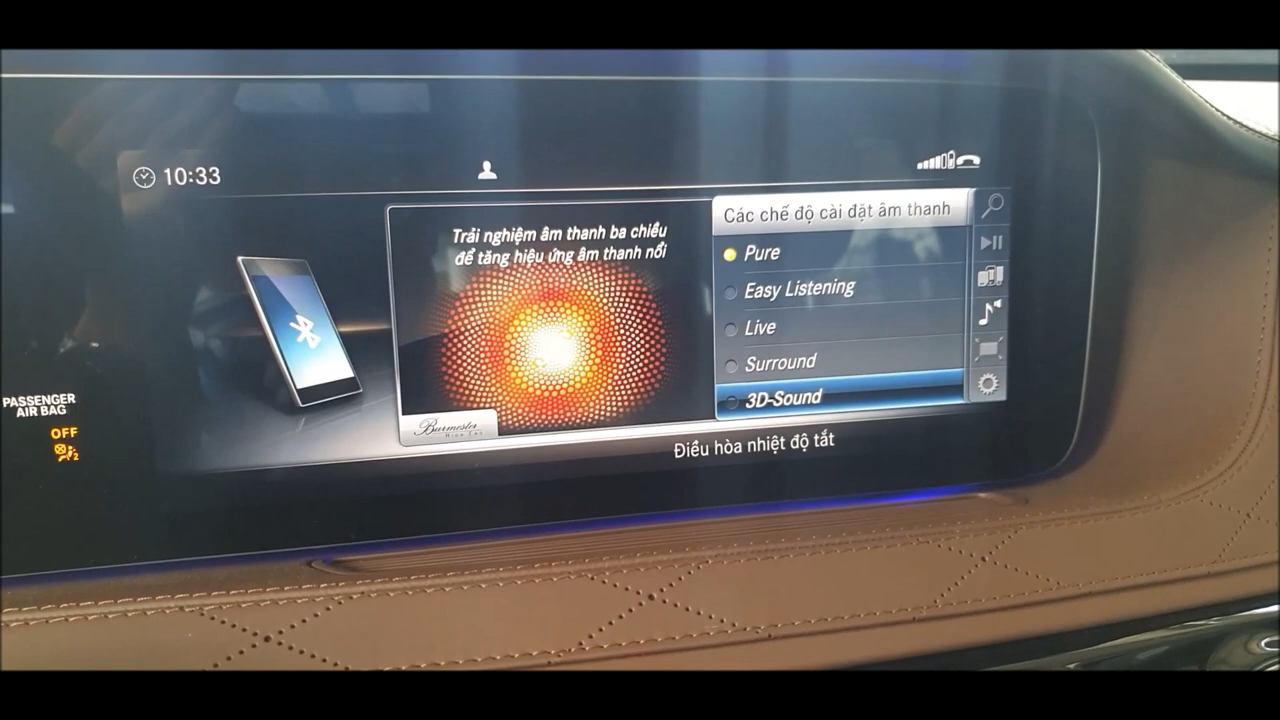 10:33
Trải nghiệm âm thanh ba chiều
để tăng hiệu ứng âm thanh nổi
Burmester
High End
Các chế độ cài đặt âm thanh
Pure
Easy Listening
Live
Surround
3D-Sound
Điều hòa nhiệt độ tắt
PASSENGER
AIR BAG
OFF